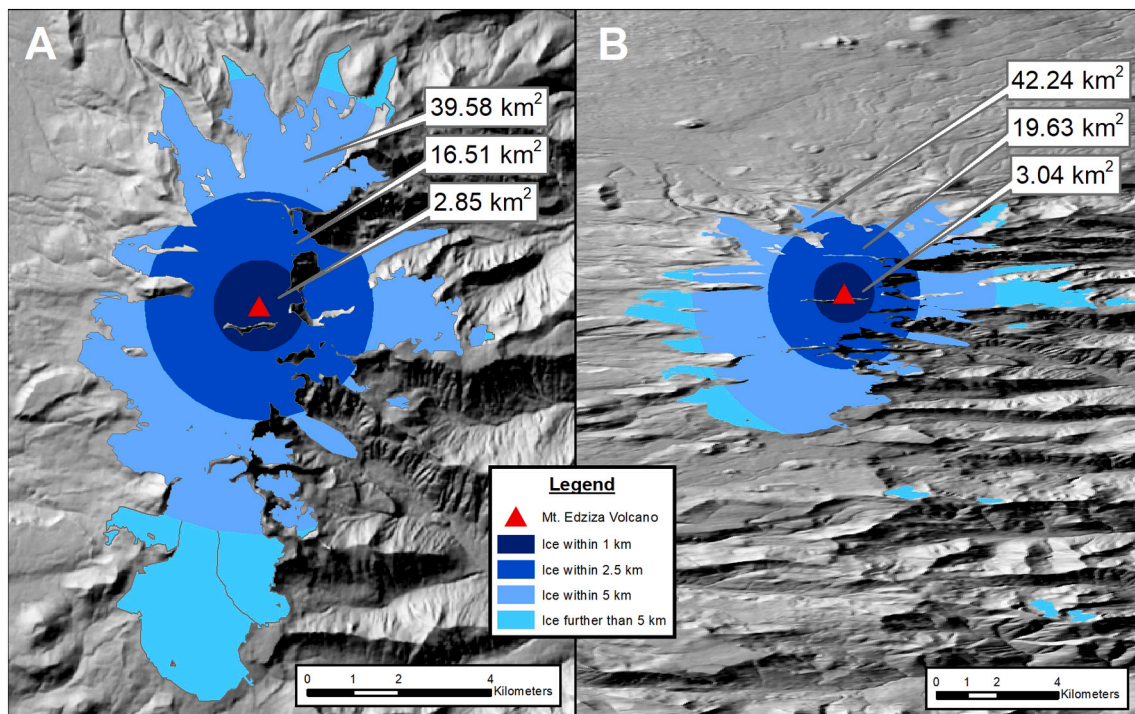 A
39.58 km²
16.51 km²
2.85 km²
B
42.24 km²
19.63 km²
3.04 km²
Legend
Mt. Edziza Volcano
Ice within 1 km
Ice within 2.5 km
Ice within 5 km
Ice further than 5 km
0 1 2 4
Kilometers
0 1 2 4
Kilometers